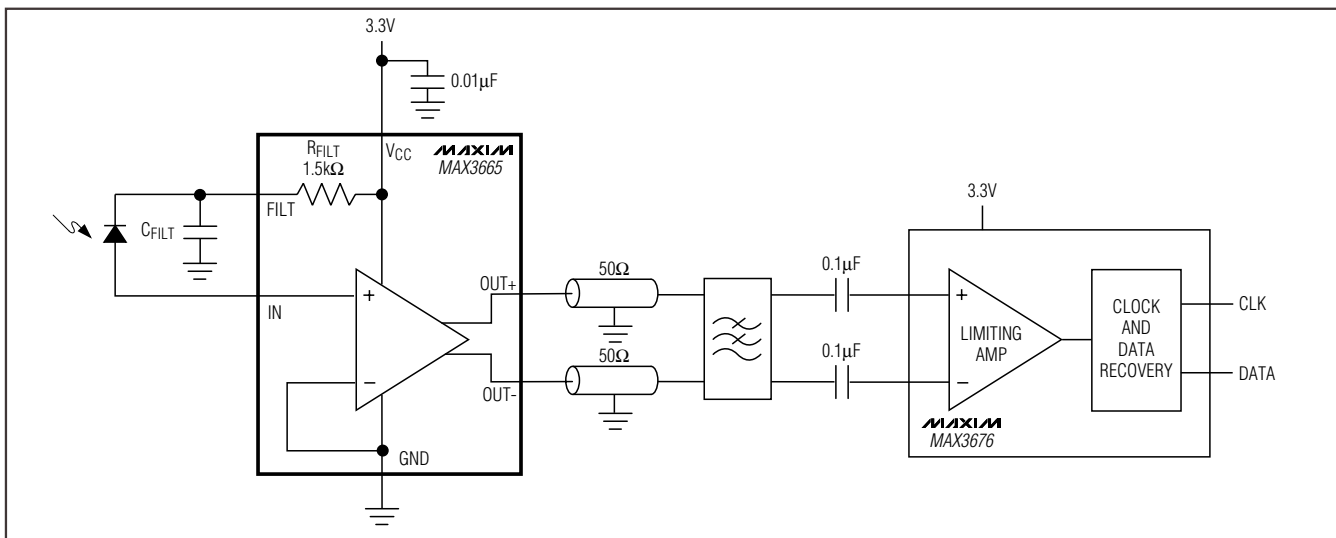 3.3V
0.01µF
RFILT
1.5kΩ
VCC
MAXIM
MAX3665
FILT
CFILT
IN
+
−
OUT+
OUT-
GND
50Ω
50Ω
0.1µF
0.1µF
3.3V
+
−
LIMITING
AMP
CLOCK
AND
DATA
RECOVERY
CLK
DATA
MAXIM
MAX3676